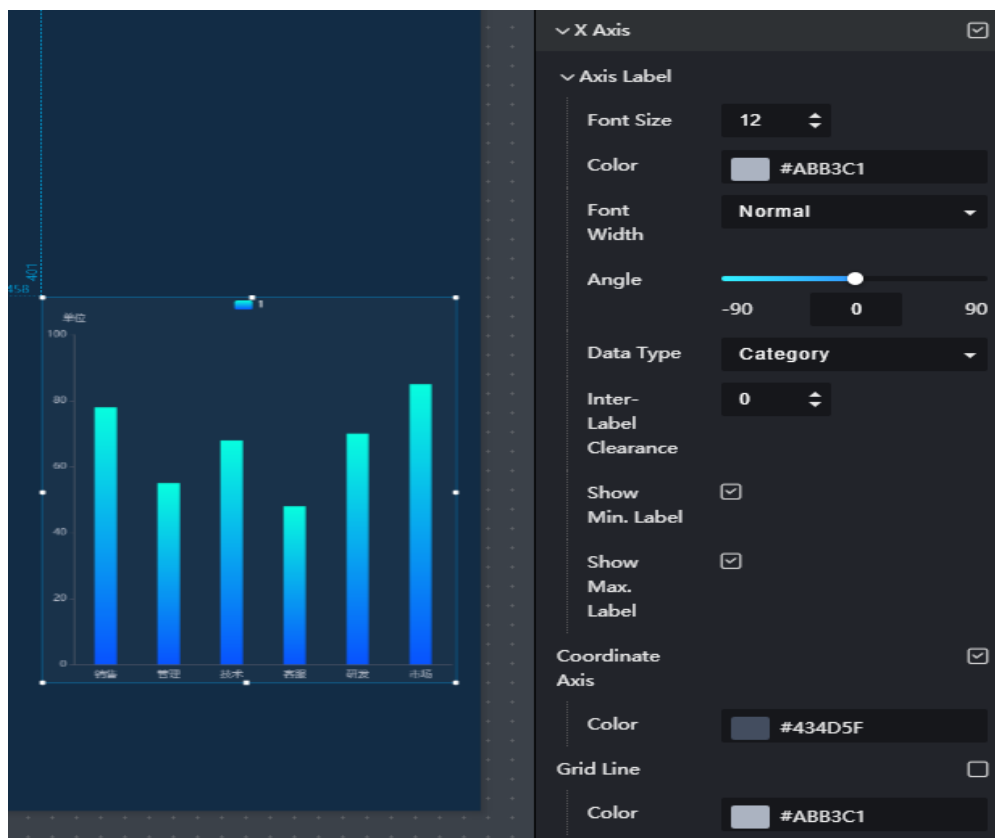 401
458
1
单位
100
80
60
40
20
0
销售 管理 技术 客服 研发 市场
X Axis
Axis Label
Font Size 12
Color #ABB3C1
Font Width Normal
Angle
-90 0 90
Data Type Category
Inter-
Label
Clearance 0
Show
Min. Label
Show
Max.
Label
Coordinate
Axis
Color #434D5F
Grid Line
Color #ABB3C1